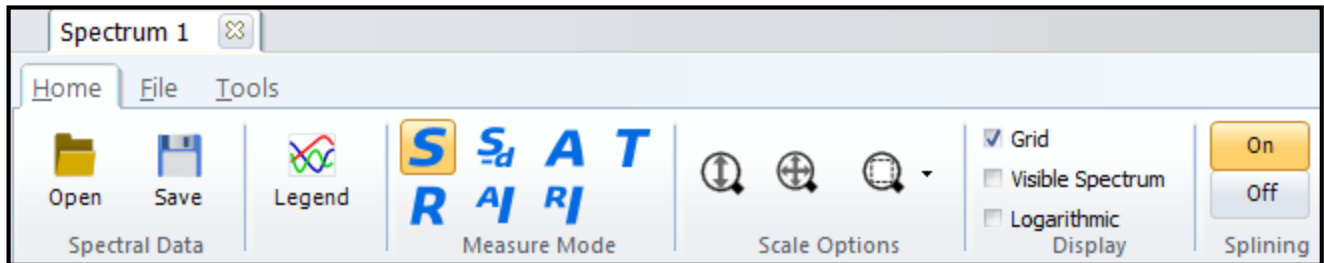 Spectrum 1
Home File Tools
Open Save Legend
S S-d A T
R AI RI
Grid
Visible Spectrum
Logarithmic
On
Off
Spectral Data Measure Mode Scale Options Display Splining